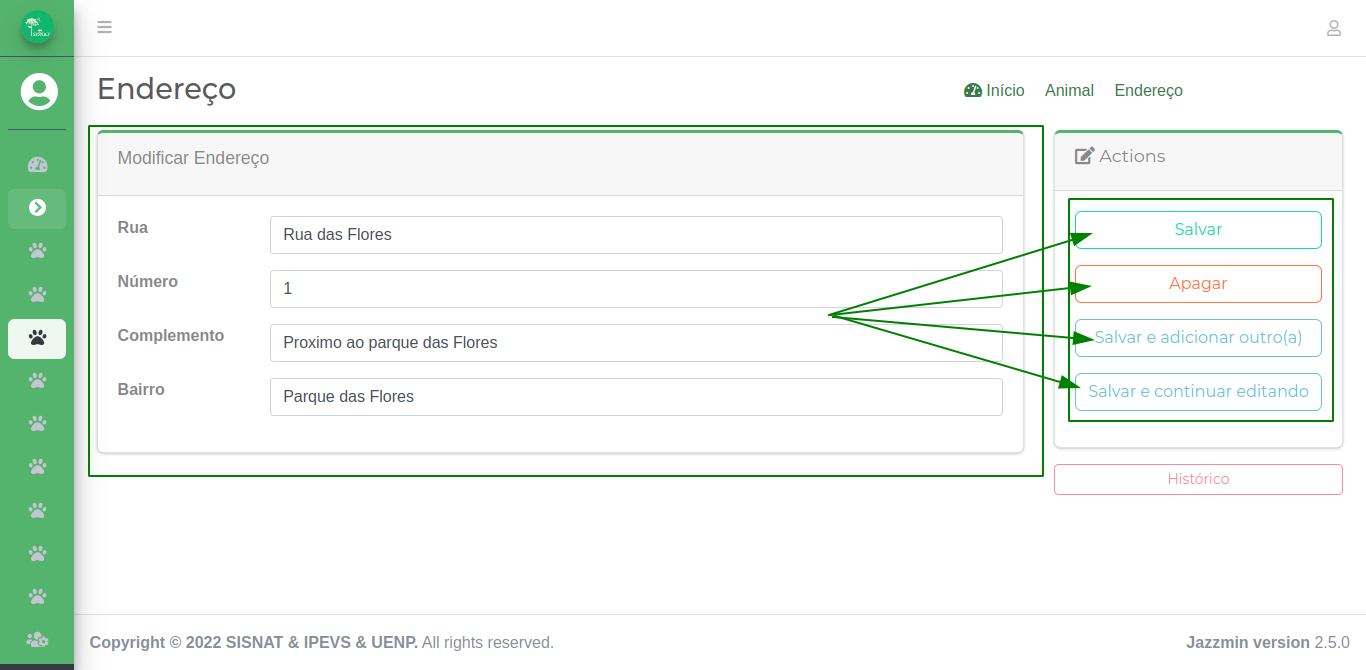 SISNAT
Endereço
Início Animal Endereço
Modificar Endereço
Actions
Rua
Rua das Flores
Salvar
Número
1
Apagar
Complemento
Proximo ao parque das Flores
Salvar e adicionar outro(a)
Bairro
Parque das Flores
Salvar e continuar editando
Histórico
Copyright © 2022 SISNAT & IPEVS & UENP. All rights reserved.
Jazzmin version 2.5.0